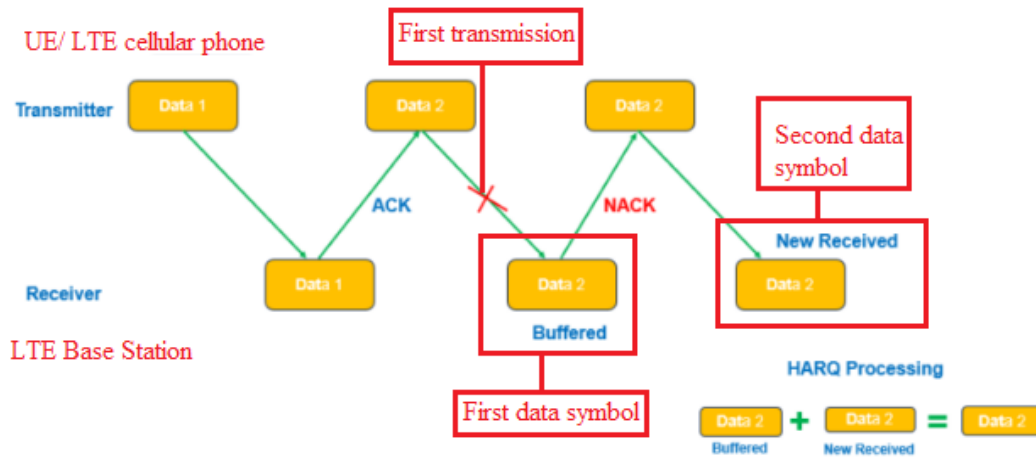 UE/ LTE cellular phone
First transmission
Transmitter
Data 1
Data 2
Data 2
Second data
symbol
ACK
NACK
New Received
Receiver
Data 1
Data 2
Data 2
Buffered
LTE Base Station
HARQ Processing
First data symbol
Data 2 + Data 2 = Data 2
Buffered
New Received